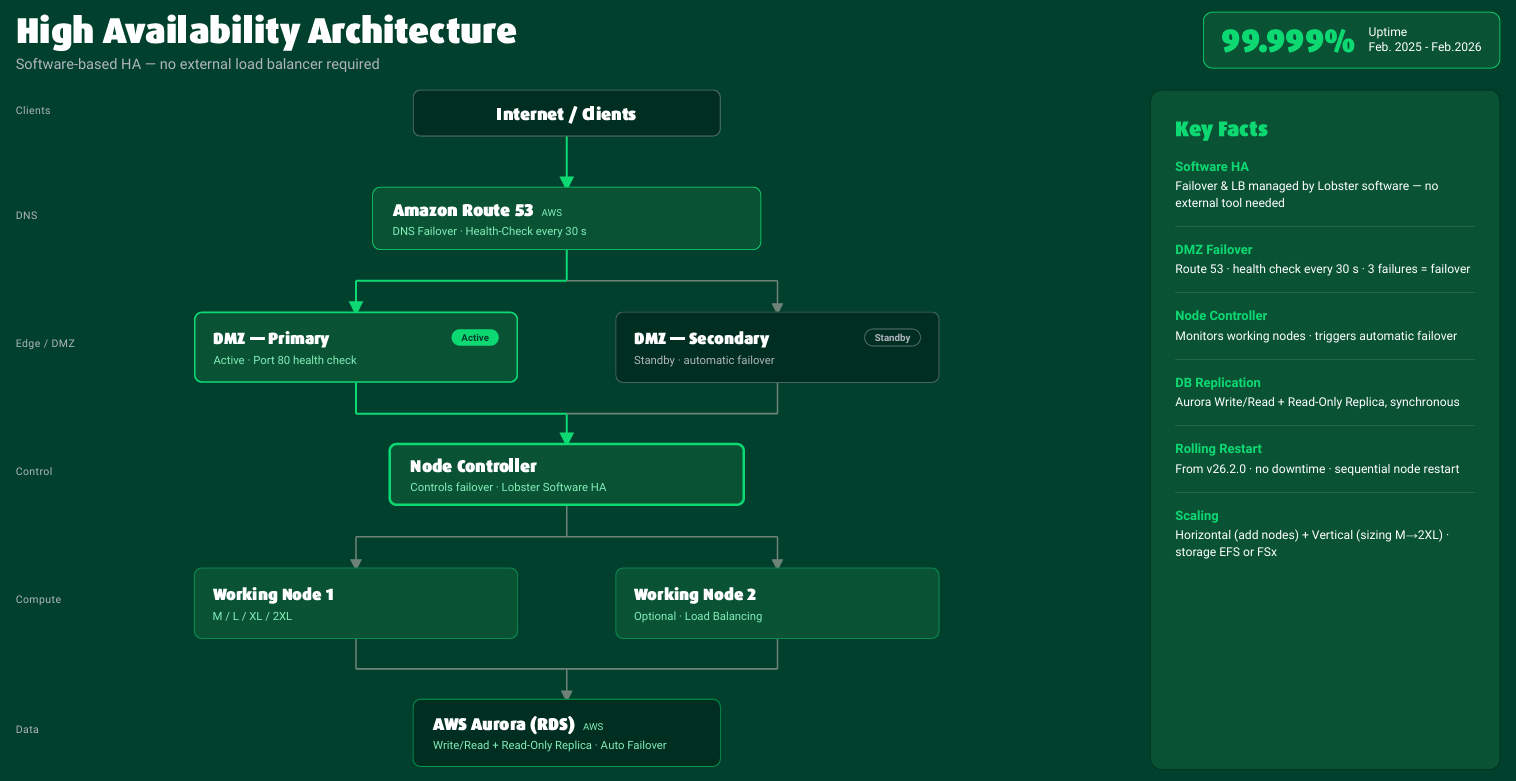 High Availability Architecture
Software-based HA — no external load balancer required
99.999%
Uptime
Feb. 2025 - Feb.2026
Clients
Internet / Clients
DNS
Amazon Route 53 AWS
DNS Failover · Health-Check every 30 s
Edge / DMZ
DMZ — Primary
Active
Active · Port 80 health check
DMZ — Secondary
Standby
Standby · automatic failover
Control
Node Controller
Controls failover · Lobster Software HA
Compute
Working Node 1
M / L / XL / 2XL
Working Node 2
Optional · Load Balancing
Data
AWS Aurora (RDS) AWS
Write/Read + Read-Only Replica · Auto Failover
Key Facts
Software HA
Failover & LB managed by Lobster software — no
external tool needed
DMZ Failover
Route 53 · health check every 30 s · 3 failures = failover
Node Controller
Monitors working nodes · triggers automatic failover
DB Replication
Aurora Write/Read + Read-Only Replica, synchronous
Rolling Restart
From v26.2.0 · no downtime · sequential node restart
Scaling
Horizontal (add nodes) + Vertical (sizing M→2XL) ·
storage EFS or FSx